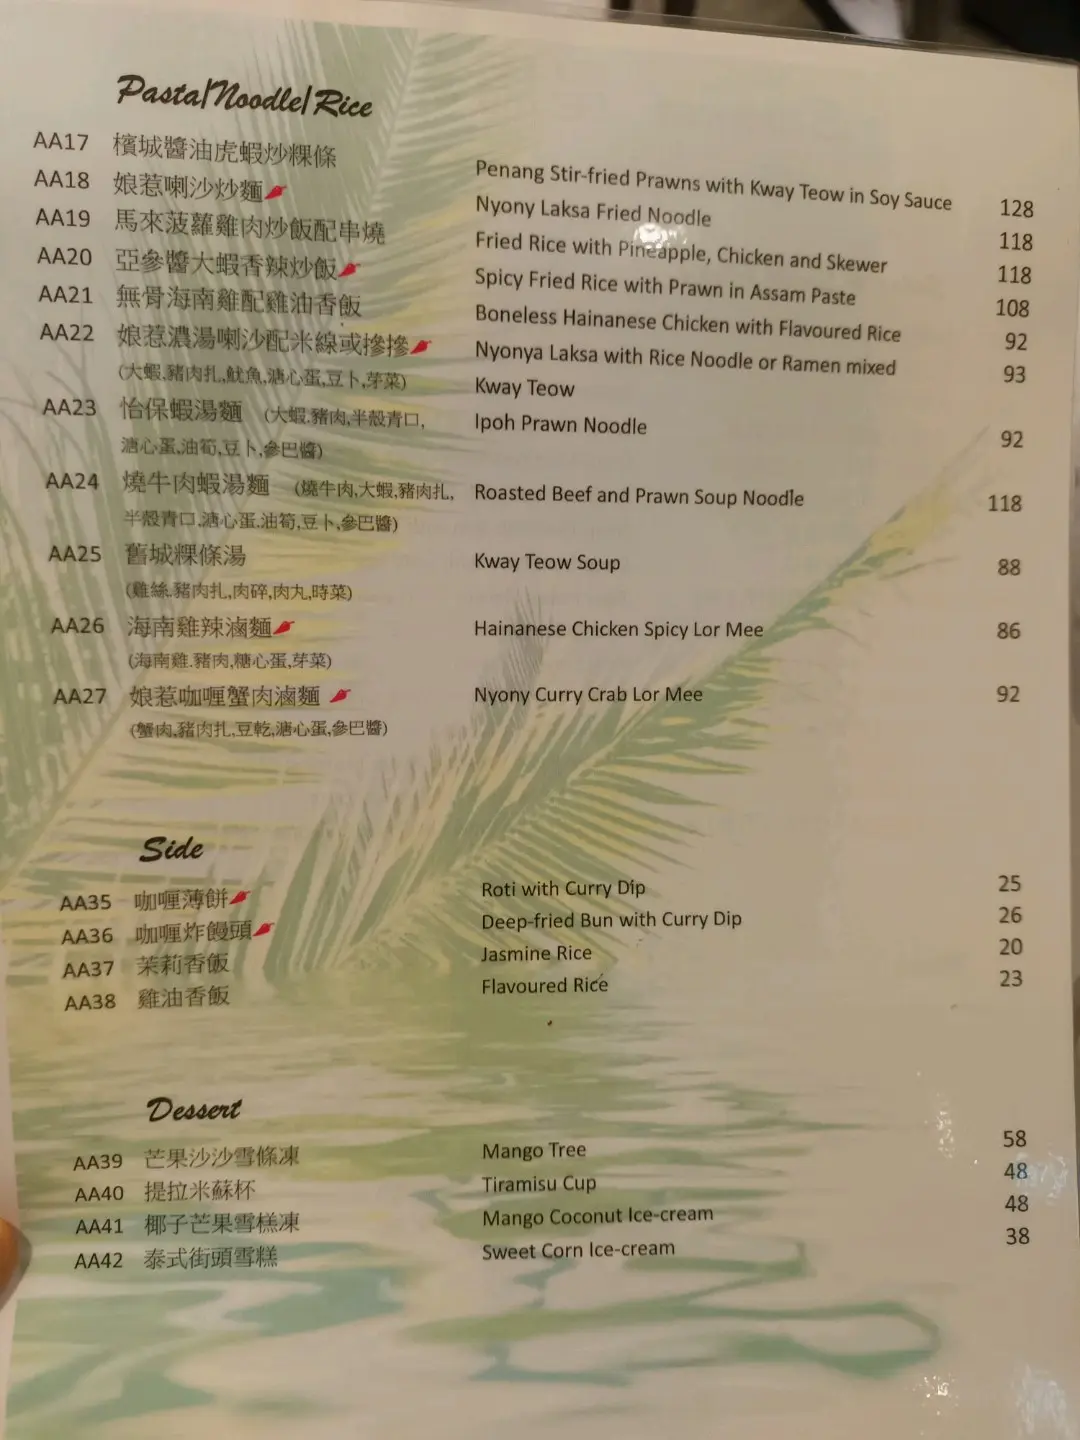 Pasta/Noodle/Rice
AA17 檳城醬油虎蝦炒粿條 Penang Stir-fried Prawns with Kway Teow in Soy Sauce 128
AA18 娘惹喇沙炒麵 Nyony Laksa Fried Noodle 118
AA19 馬來菠蘿雞肉炒飯配串燒 Fried Rice with Pineapple, Chicken and Skewer 118
AA20 亞參醬大蝦香辣炒飯 Spicy Fried Rice with Prawn in Assam Paste 108
AA21 無骨海南雞配雞油香飯 Boneless Hainanese Chicken with Flavoured Rice 92
AA22 娘惹濃湯喇沙配米線或摻摻 Nyonya Laksa with Rice Noodle or Ramen mixed 93
(大蝦,豬肉扎,魷魚,溏心蛋,豆卜,芽菜) Kway Teow
AA23 怡保蝦湯麵 (大蝦.豬肉,半殼青口, Ipoh Prawn Noodle 92
溏心蛋,油筍,豆卜,參巴醬)
AA24 燒牛肉蝦湯麵 (燒牛肉,大蝦,豬肉扎, Roasted Beef and Prawn Soup Noodle 118
半殼青口,溏心蛋.油筍,豆卜,參巴醬)
AA25 舊城粿條湯 Kway Teow Soup 88
(雞絲.豬肉扎,肉碎,肉丸,時菜)
AA26 海南雞辣滷麵 Hainanese Chicken Spicy Lor Mee 86
(海南雞.豬肉,糖心蛋,芽菜)
AA27 娘惹咖喱蟹肉滷麵 Nyony Curry Crab Lor Mee 92
(蟹肉,豬肉扎,豆乾,溏心蛋,參巴醬)
Side
AA35 咖喱薄餅 Roti with Curry Dip 25
AA36 咖喱炸饅頭 Deep-fried Bun with Curry Dip 26
AA37 茉莉香飯 Jasmine Rice 20
AA38 雞油香飯 Flavoured Rice 23
Dessert
AA39 芒果沙沙雪條凍 Mango Tree 58
AA40 提拉米蘇杯 Tiramisu Cup 48
AA41 椰子芒果雪糕凍 Mango Coconut Ice-cream 48
AA42 泰式街頭雪糕 Sweet Corn Ice-cream 38